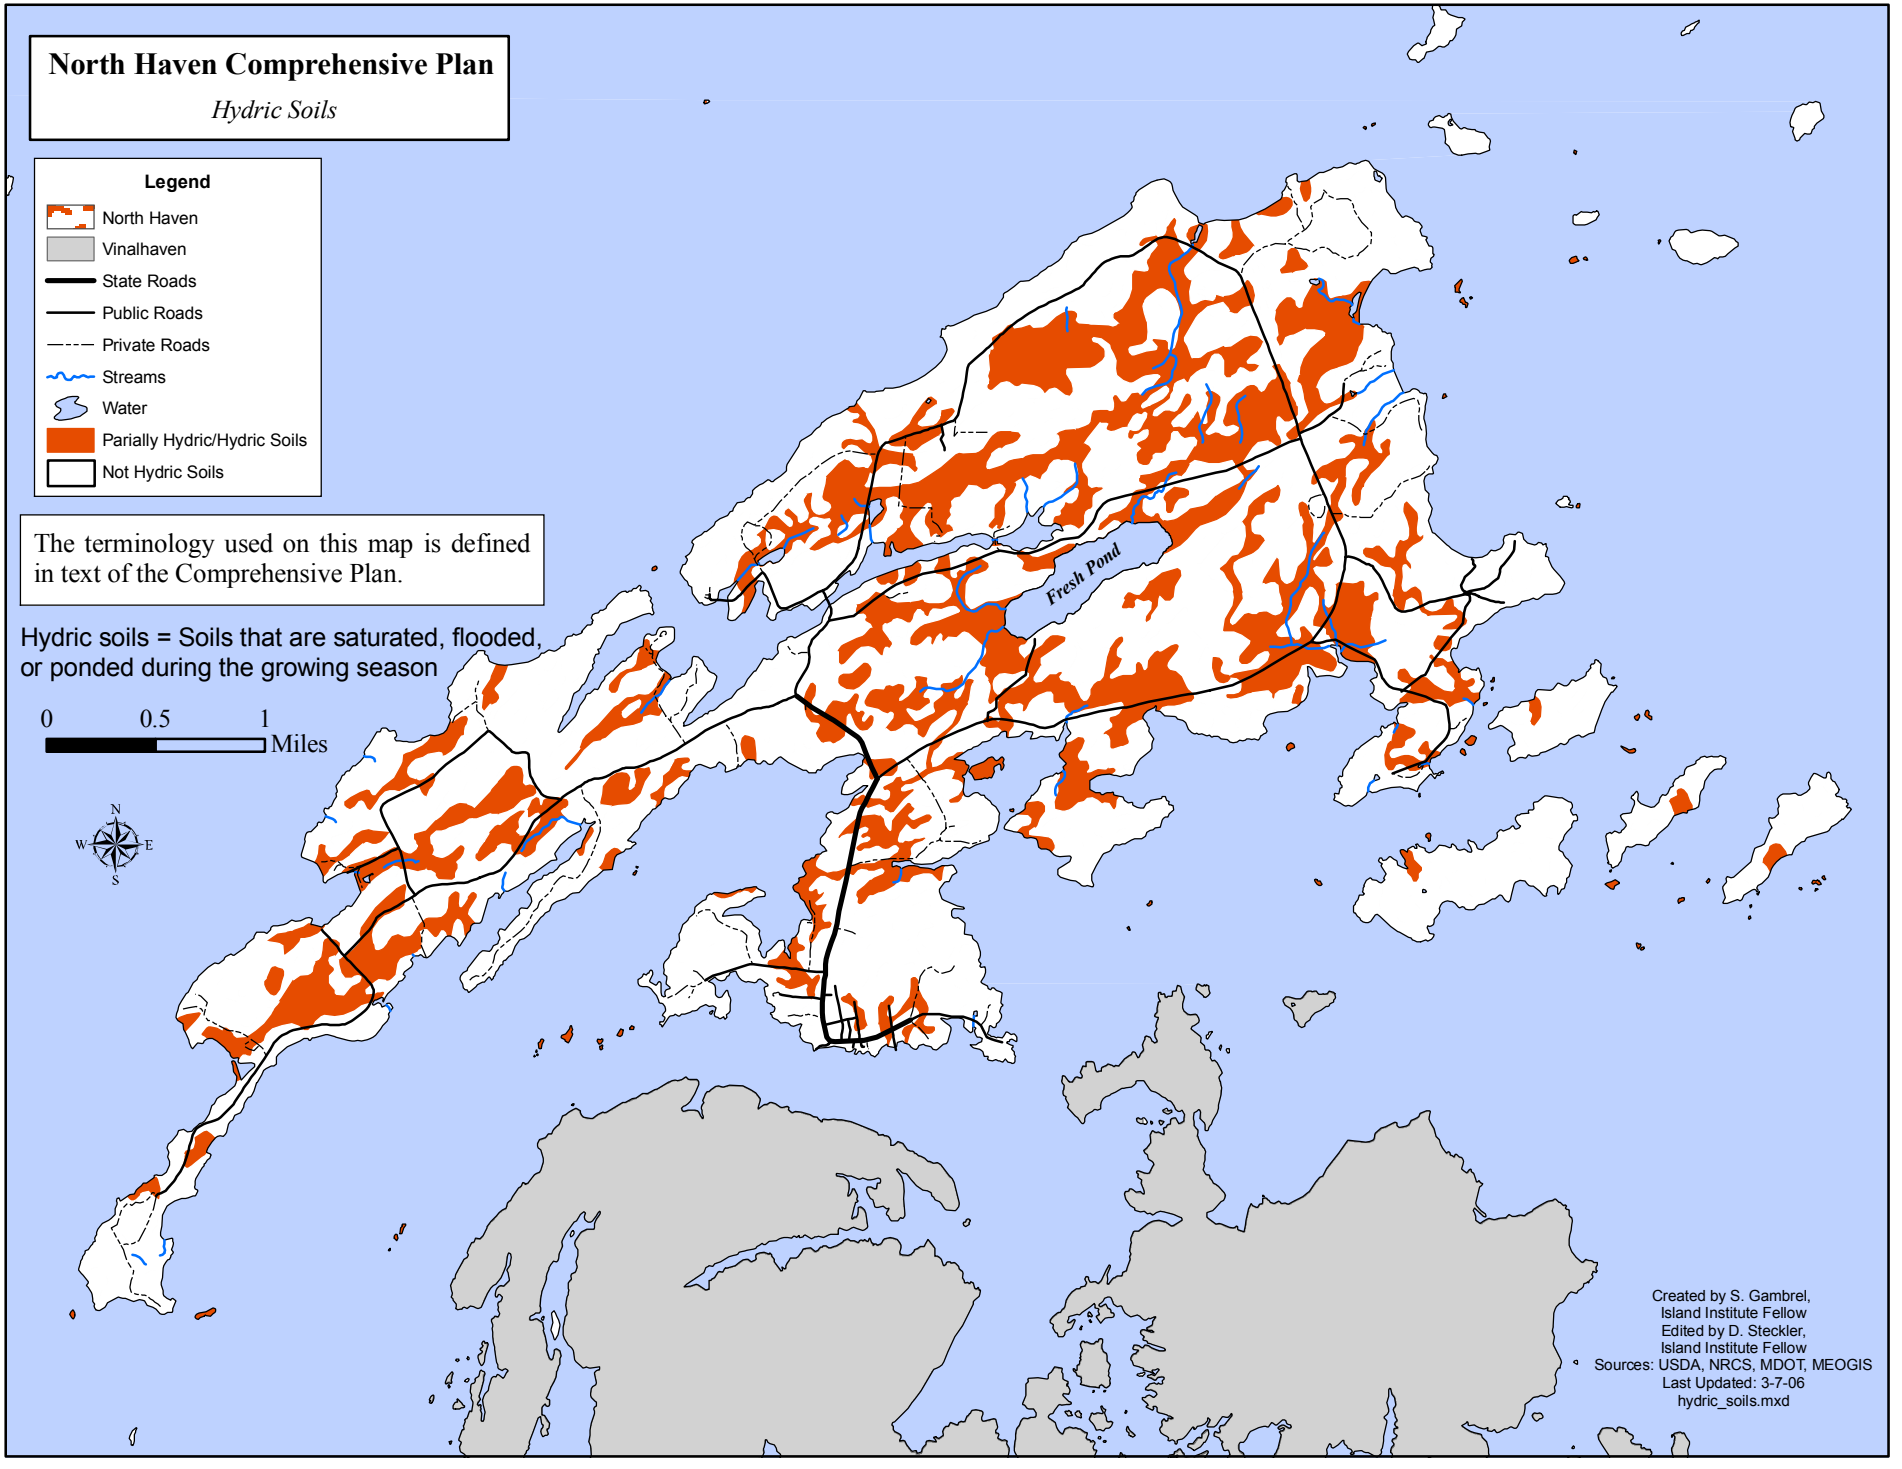 North Haven Comprehensive Plan
Hydric Soils
Legend
North Haven
Vinalhaven
State Roads
Public Roads
Private Roads
Streams
Water
Parially Hydric/Hydric Soils
Not Hydric Soils
The terminology used on this map is defined
in text of the Comprehensive Plan.
Hydric soils = Soils that are saturated, flooded,
or ponded during the growing season
0 0.5 1
Miles
N
W E
S
Fresh Pond
Created by S. Gambrel,
Island Institute Fellow
Edited by D. Steckler,
Island Institute Fellow
Sources: USDA, NRCS, MDOT, MEOGIS
Last Updated: 3-7-06
hydric_soils.mxd